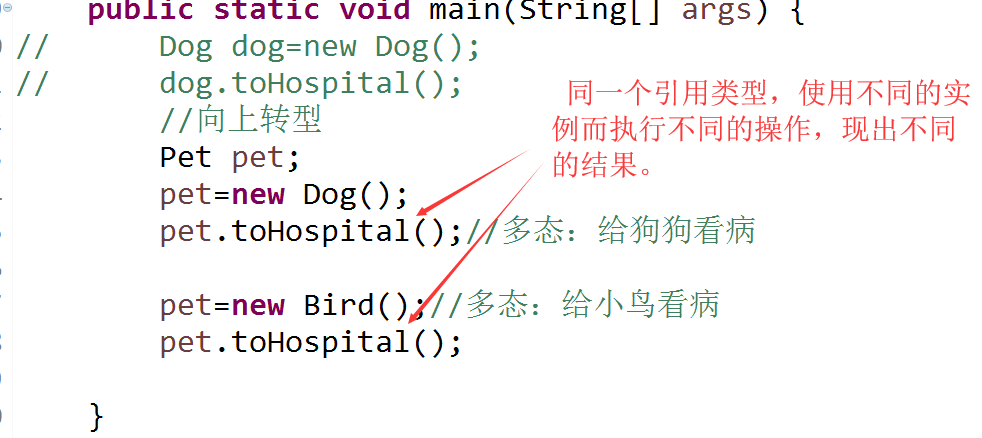 public static void main(String[] args) {
// Dog dog=new Dog();
// dog.toHospital();
//向上转型
Pet pet;
pet=new Dog();
pet.toHospital();//多态：给狗狗看病
pet=new Bird();//多态：给小鸟看病
pet.toHospital();
}
同一个引用类型，使用不同的实
例而执行不同的操作，现出不同
的结果。